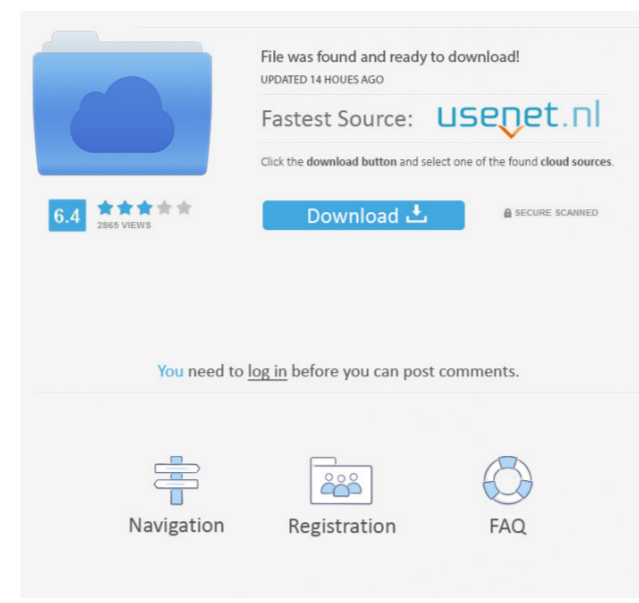 File was found and ready to download!
UPDATED 14 HOUES AGO
Fastest Source: usenet.nl
Click the download button and select one of the found cloud sources.
6.4
2865 VIEWS
Download
SECURE SCANNED
You need to log in before you can post comments.
Navigation
Registration
FAQ